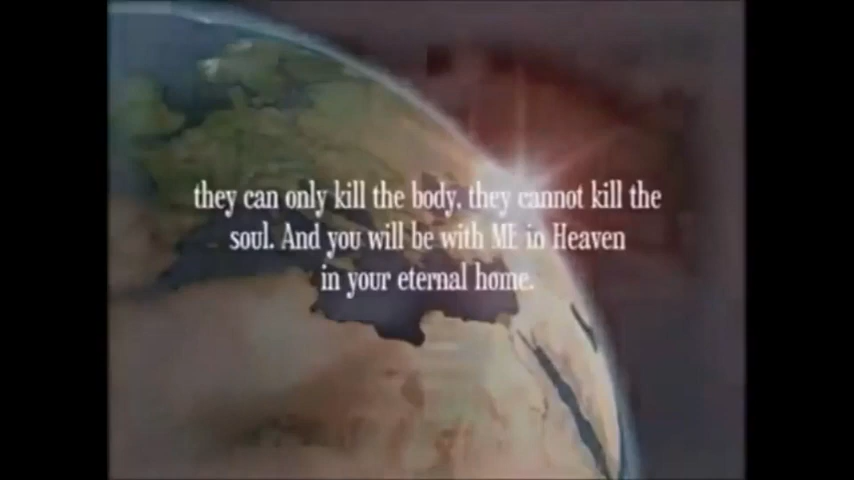 they can only kill the body, they cannot kill the
soul. And you will be with ME in Heaven
in your eternal home.